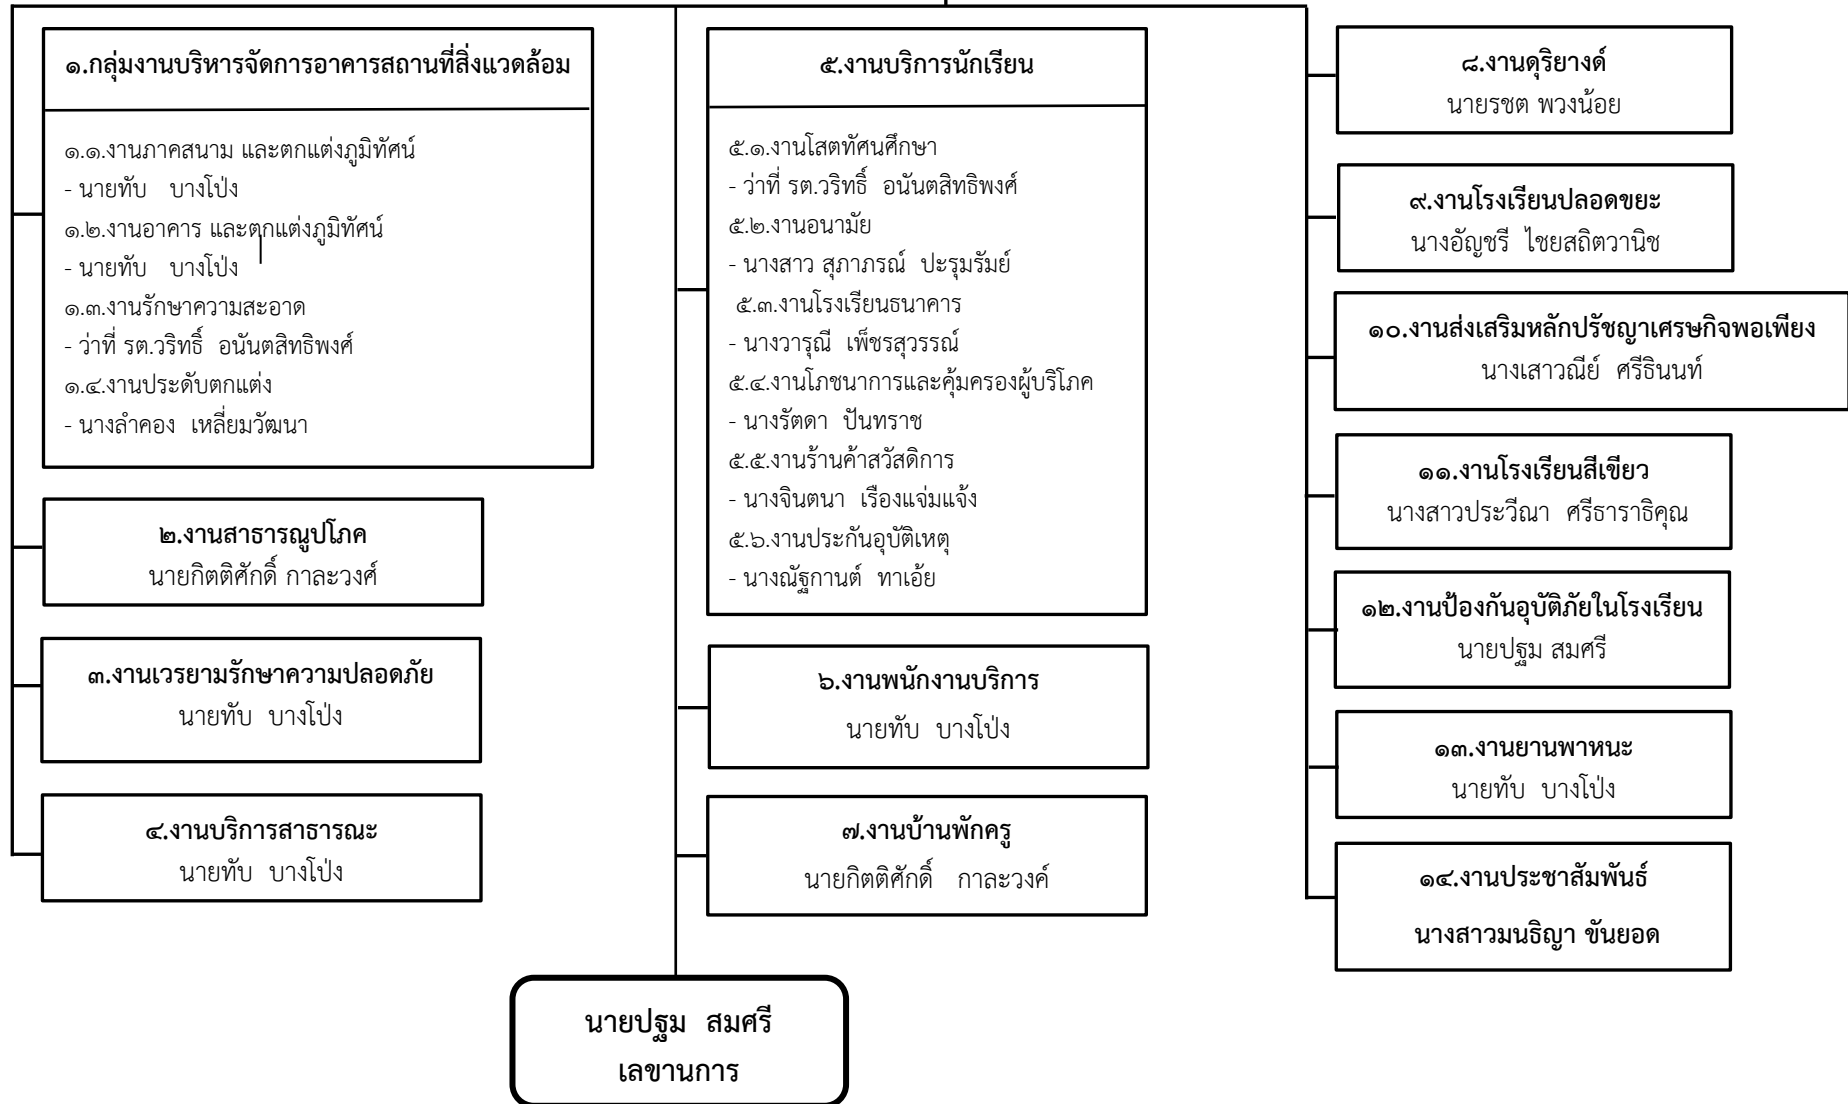 ๑.กลุ่มงานบริหารจัดการอาคารสถานที่สิ่งแวดล้อม
๑.๑.งานภาคสนาม และตกแต่งภูมิทัศน์
- นายทับ บางโป่ง
๑.๒.งานอาคาร และตกแต่งภูมิทัศน์
- นายทับ บางโป่ง
๑.๓.งานรักษาความสะอาด
- ว่าที่ รต.วริทธิ์ อนันตสิทธิพงศ์
๑.๔.งานประดับตกแต่ง
- นางลำคอง เหลี่ยมวัฒนา
๒.งานสาธารณูปโภค
นายกิตติศักดิ์ กาละวงศ์
๓.งานเวรยามรักษาความปลอดภัย
นายทับ บางโป่ง
๔.งานบริการสาธารณะ
นายทับ บางโป่ง
๕.งานบริการนักเรียน
๕.๑.งานโสตทัศนศึกษา
- ว่าที่ รต.วริทธิ์ อนันตสิทธิพงศ์
๕.๒.งานอนามัย
- นางสาว สุภาภรณ์ ปะรุมรัมย์
๕.๓.งานโรงเรียนธนาคาร
- นางวารุณี เพ็ชรสุวรรณ์
๕.๔.งานโภชนาการและคุ้มครองผู้บริโภค
- นางรัตดา ปันทราช
๕.๕.งานร้านค้าสวัสดิการ
- นางจินตนา เรืองแจ่มแจ้ง
๕.๖.งานประกันอุบัติเหตุ
- นางณัฐกานต์ ทาเอ้ย
๖.งานพนักงานบริการ
นายทับ บางโป่ง
๗.งานบ้านพักครู
นายกิตติศักดิ์ กาละวงค์
๘.งานดุริยางด์
นายรชต พวงน้อย
๙.งานโรงเรียนปลอดขยะ
นางอัญชรี ไชยสถิตวานิช
๑๐.งานส่งเสริมหลักปรัชญาเศรษกิจพอเพียง
นางเสาวณีย์ ศรีธินนท์
๑๑.งานโรงเรียนสีเขียว
นางสาวประวีณา ศรีธาราธิคุณ
๑๒.งานป้องกันอุบัติภัยในโรงเรียน
นายปฐม สมศรี
๑๓.งานยานพาหนะ
นายทับ บางโป่ง
๑๔.งานประชาสัมพันธ์
นางสาวมนธิญา ขันยอด
นายปฐม สมศรี
เลขานการ